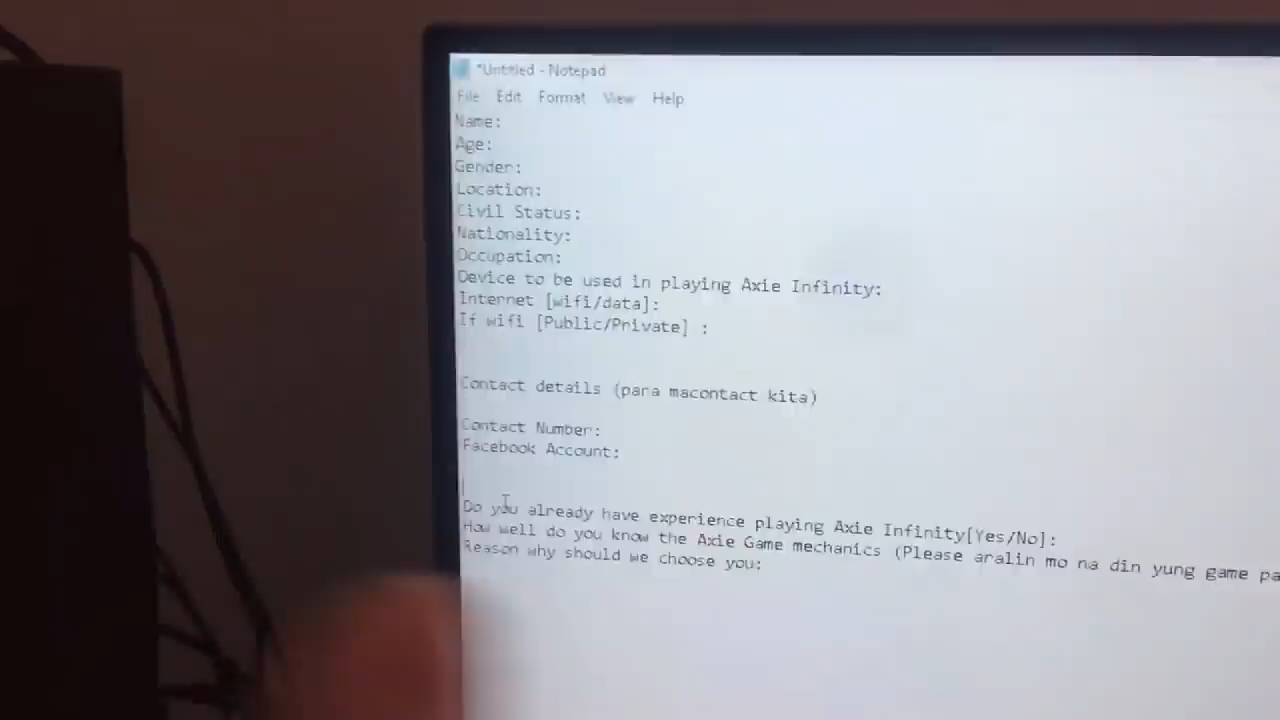 *Untitled - Notepad
File Edit Format View Help
Name:
Age:
Gender:
Location:
Civil Status:
Nationality:
Occupation:
Device to be used in playing Axie Infinity:
Internet [wifi/data]:
If wifi [Public/Private] :
Contact details (para macontact kita)
Contact Number:
Facebook Account:
Do you already have experience playing Axie Infinity[Yes/No]:
How well do you know the Axie Game mechanics (Please aralin mo na din yung game pa
Reason why should we choose you: